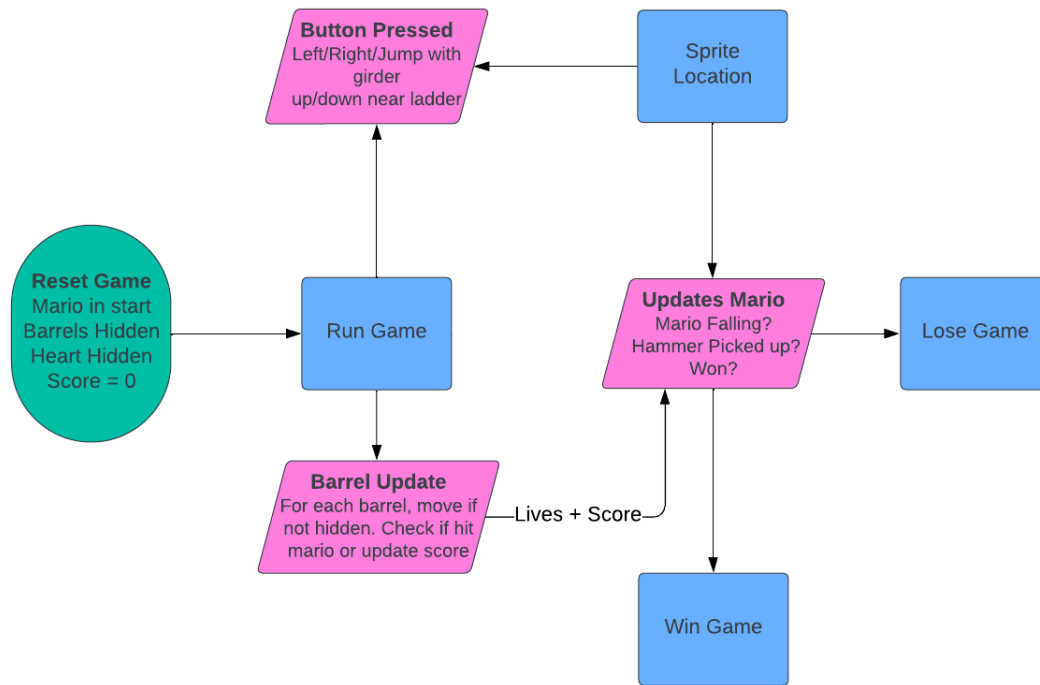 Button Pressed
Left/Right/Jump with
girder
up/down near ladder
Sprite
Location
Reset Game
Mario in start
Barrels Hidden
Heart Hidden
Score = 0
Run Game
Updates Mario
Mario Falling?
Hammer Picked up?
Won?
Lose Game
Barrel Update
For each barrel, move if
not hidden. Check if hit
mario or update score
Lives + Score
Win Game